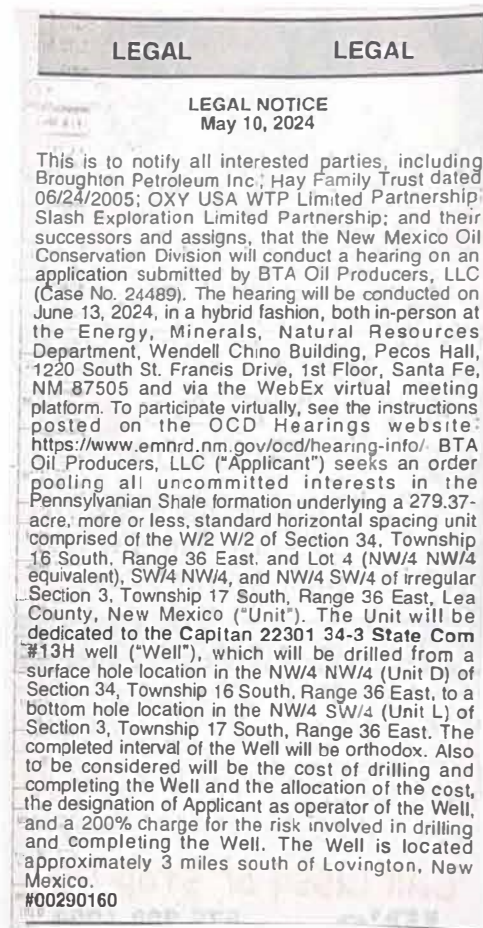 LEGAL LEGAL
LEGAL NOTICE
May 10, 2024
This is to notify all interested parties, including
Broughton Petroleum Inc.; Hay Family Trust dated
06/24/2005; OXY USA WTP Limited Partnership;
Slash Exploration Limited Partnership; and their
successors and assigns, that the New Mexico Oil
Conservation Division will conduct a hearing on an
application submitted by BTA Oil Producers, LLC
(Case No. 24489). The hearing will be conducted on
June 13, 2024, in a hybrid fashion, both in-person at
the Energy, Minerals, Natural Resources
Department, Wendell Chino Building, Pecos Hall,
1220 South St. Francis Drive, 1st Floor, Santa Fe,
NM 87505 and via the WebEx virtual meeting
platform. To participate virtually, see the instructions
posted on the OCD Hearings website:
https://www.emnrd.nm.gov/ocd/hearing-info/. BTA
Oil Producers, LLC ("Applicant") seeks an order
pooling all uncommitted interests in the
Pennsylvanian Shale formation underlying a 279.37-
acre, more or less, standard horizontal spacing unit
comprised of the W/2 W/2 of Section 34, Township
16 South, Range 36 East, and Lot 4 (NW/4 NW/4
equivalent), SW/4 NW/4, and NW/4 SW/4 of irregular
Section 3, Township 17 South, Range 36 East, Lea
County, New Mexico ("Unit"). The Unit will be
dedicated to the Capitan 22301 34-3 State Com
#13H well ("Well"), which will be drilled from a
surface hole location in the NW/4 NW/4 (Unit D) of
Section 34, Township 16 South, Range 36 East, to a
bottom hole location in the NW/4 SW/4 (Unit L) of
Section 3, Township 17 South, Range 36 East. The
completed interval of the Well will be orthodox. Also
to be considered will be the cost of drilling and
completing the Well and the allocation of the cost,
the designation of Applicant as operator of the Well,
and a 200% charge for the risk involved in drilling
and completing the Well. The Well is located
approximately 3 miles south of Lovington, New
Mexico.
#00290160